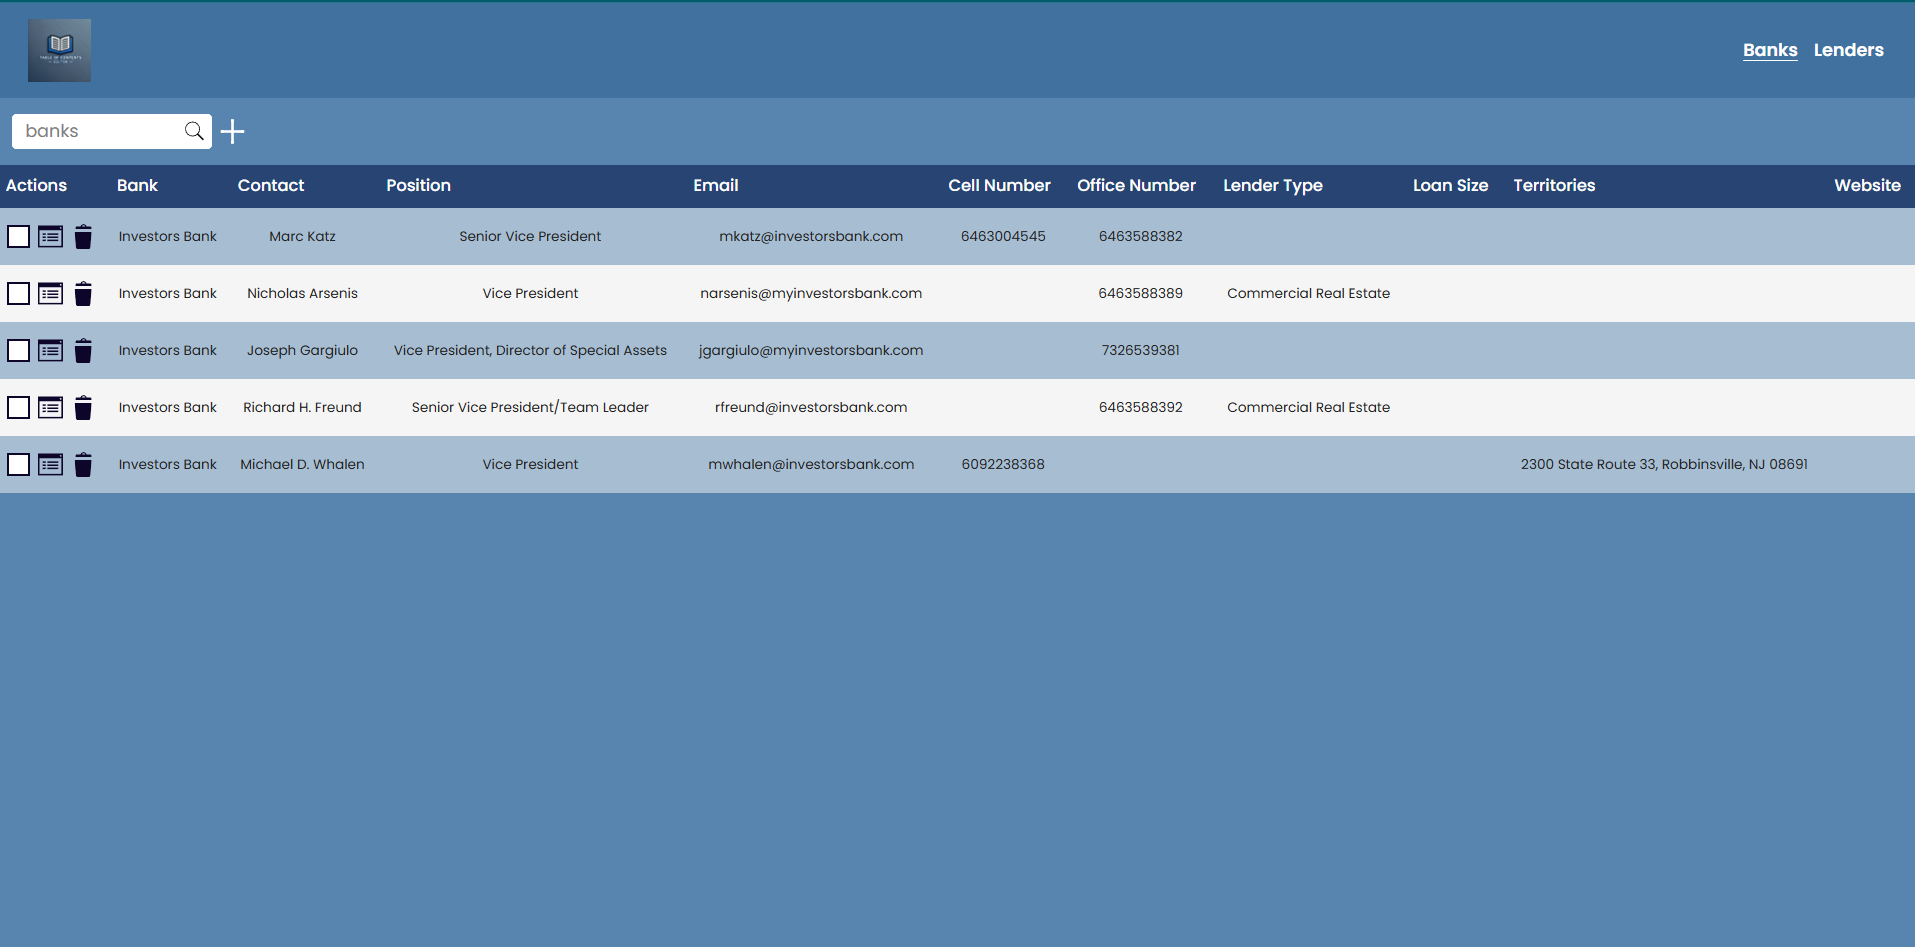 TABLE OF CONTENTS
Banks Lenders
banks
Actions Bank Contact Position Email Cell Number Office Number Lender Type Loan Size Territories Website
Investors Bank Marc Katz Senior Vice President mkatz@investorsbank.com 6463004545 6463588382
Investors Bank Nicholas Arsenis Vice President narsenis@myinvestorsbank.com 6463588389 Commercial Real Estate
Investors Bank Joseph Gargiulo Vice President, Director of Special Assets jgargiulo@myinvestorsbank.com 7326539381
Investors Bank Richard H. Freund Senior Vice President/Team Leader rfreund@investorsbank.com 6463588392 Commercial Real Estate
Investors Bank Michael D. Whalen Vice President mwhalen@investorsbank.com 6092238368 2300 State Route 33, Robbinsville, NJ 08691